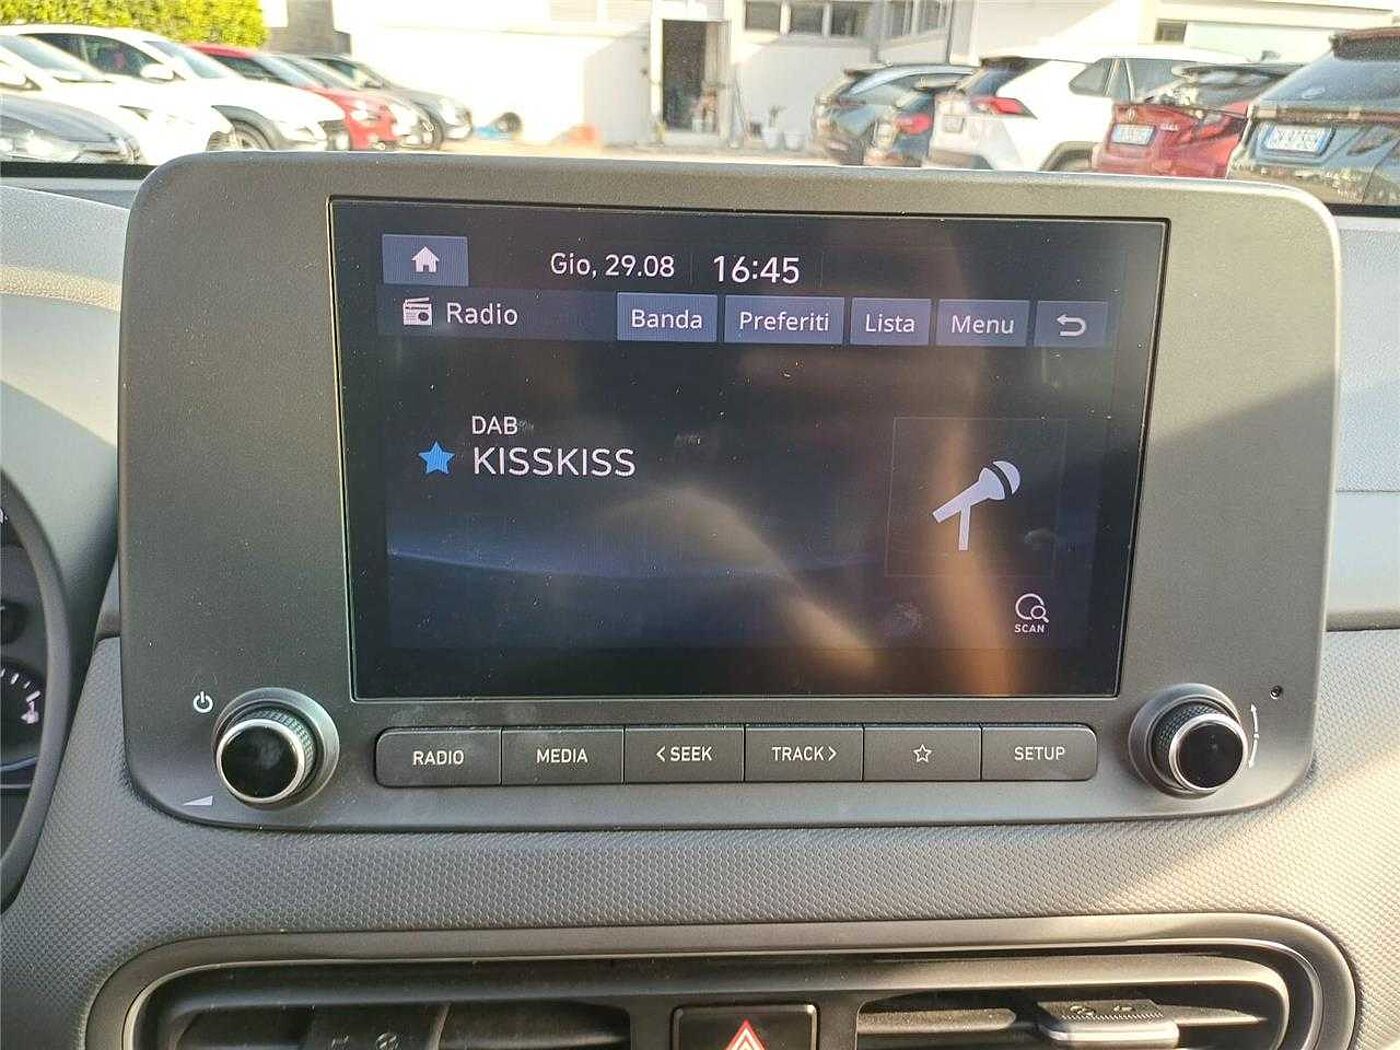 Gio, 29.08 16:45
Radio Banda Preferiti Lista Menu
DAB
KISSKISS
SCAN
RADIO MEDIA < SEEK TRACK > SETUP